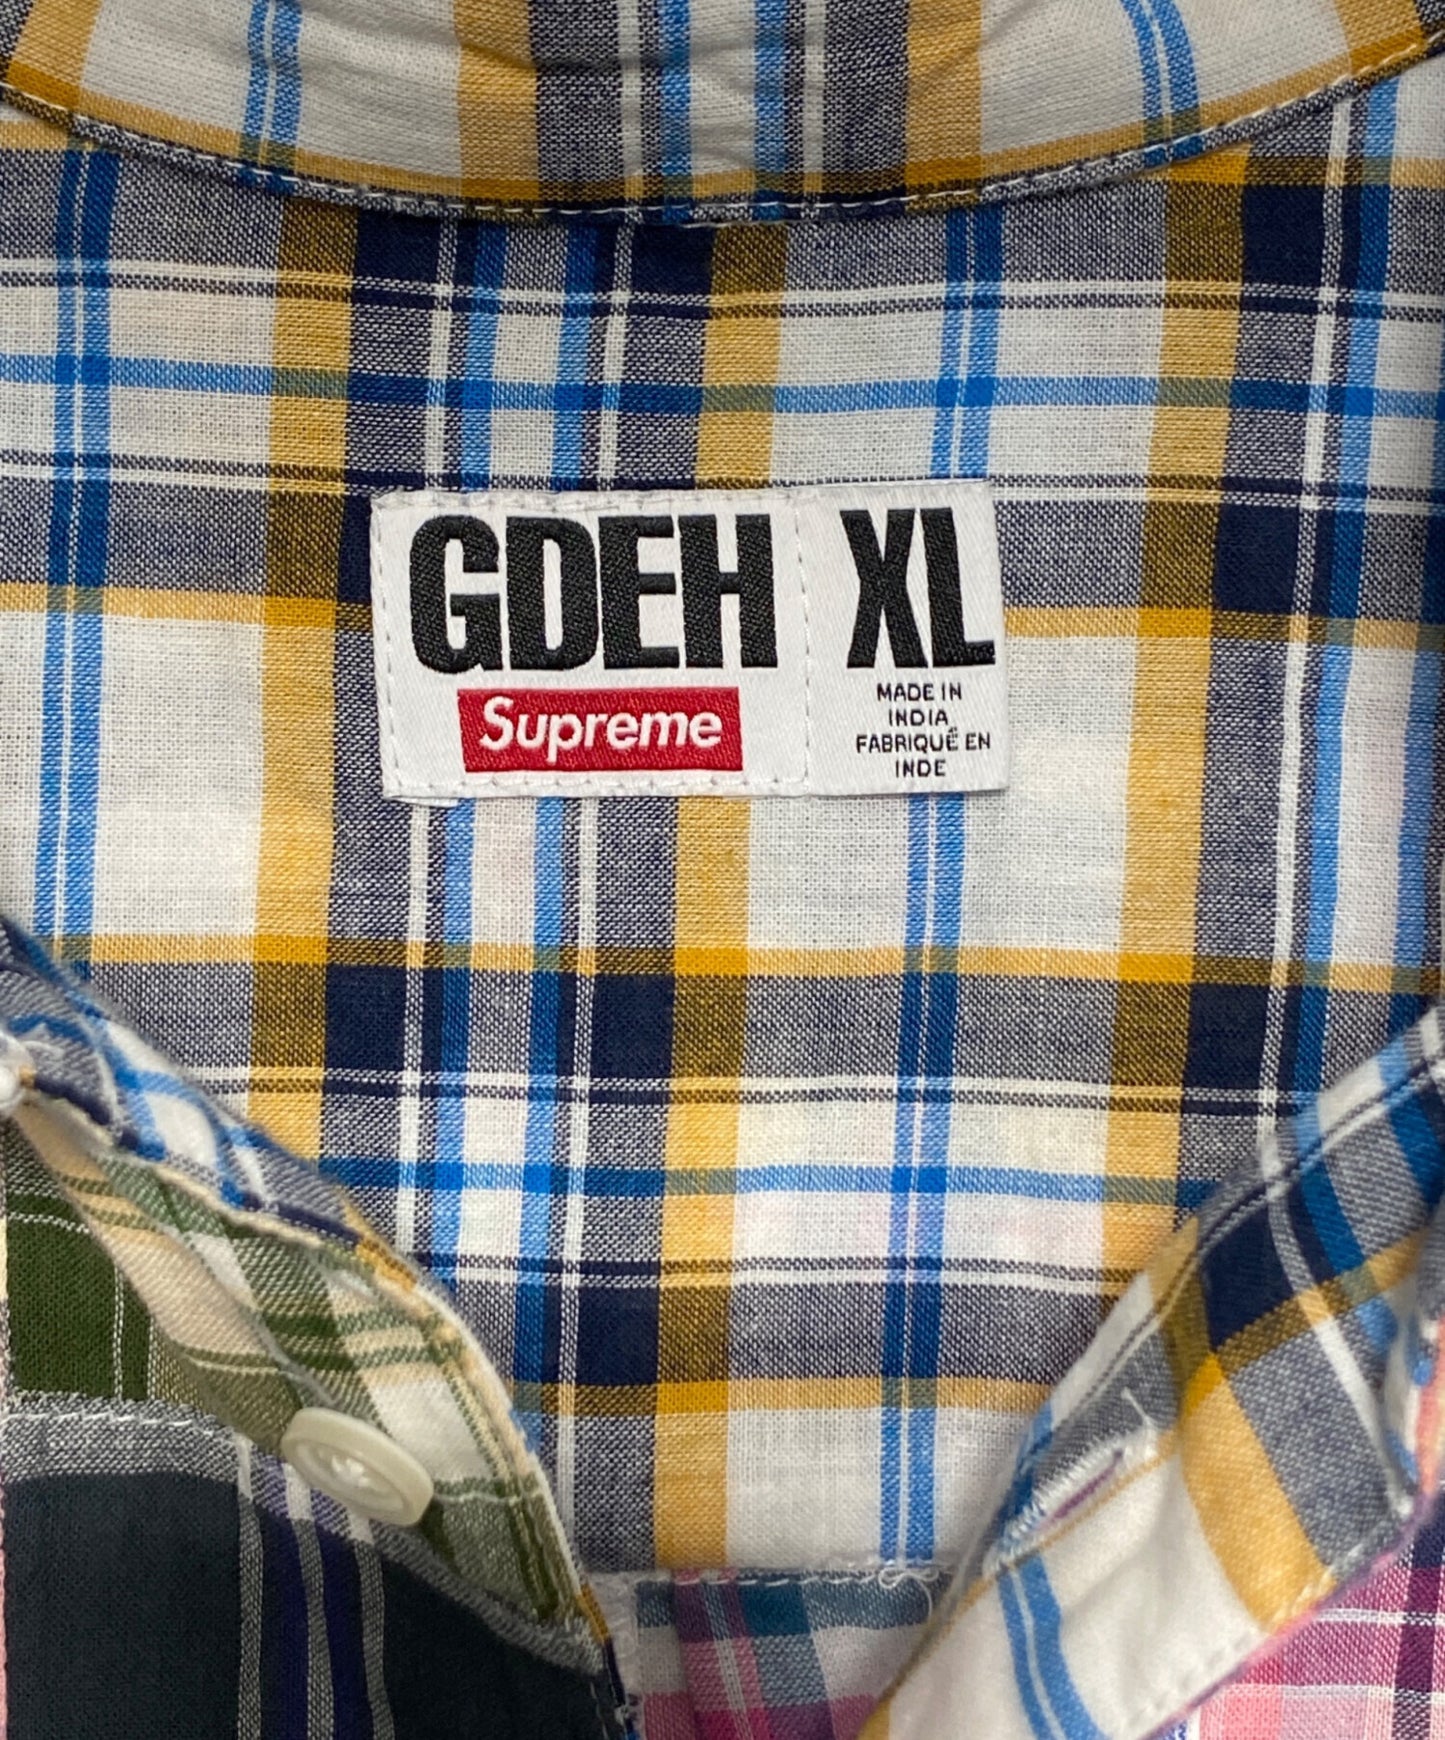 GDEH XL
Supreme
MADE IN
INDIA
FABRIQUÉ EN
INDE